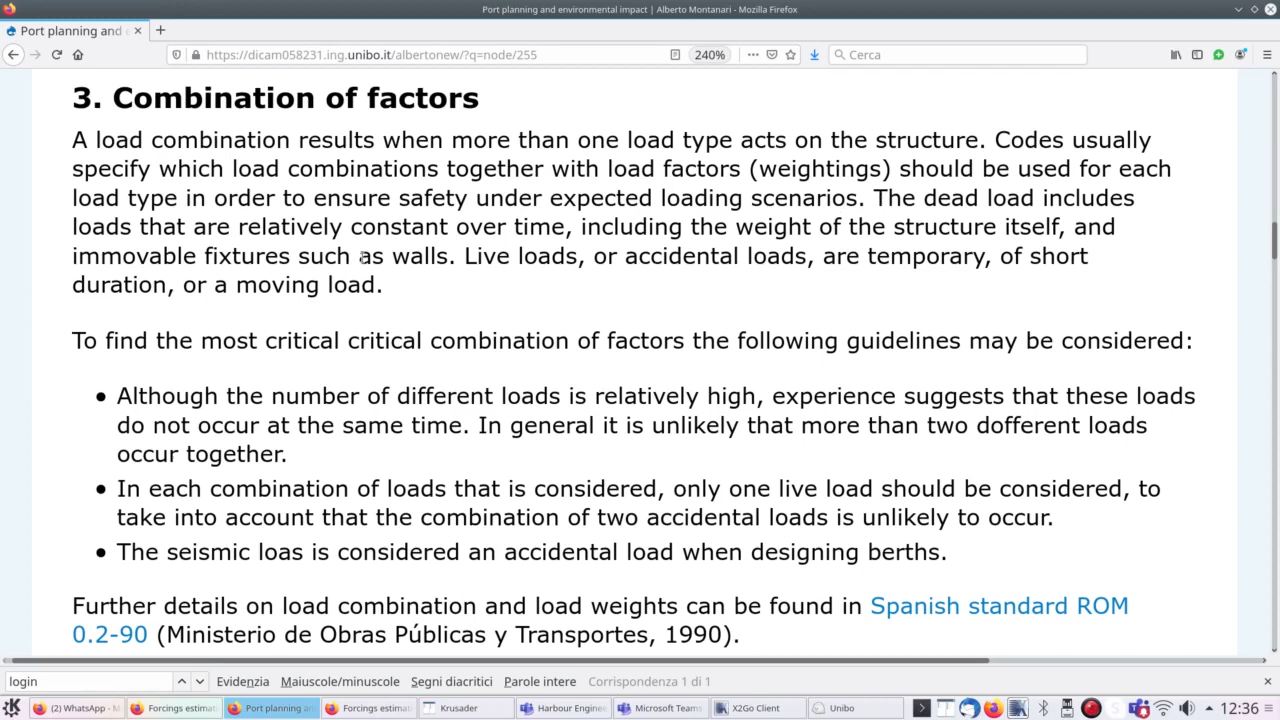 Port planning and environmental impact | Alberto Montanari - Mozilla Firefox
Port planning and e
https://dicam058231.ing.unibo.it/albertonew/?q=node/255
240%
Cerca
3. Combination of factors
A load combination results when more than one load type acts on the structure. Codes usually
specify which load combinations together with load factors (weightings) should be used for each
load type in order to ensure safety under expected loading scenarios. The dead load includes
loads that are relatively constant over time, including the weight of the structure itself, and
immovable fixtures such as walls. Live loads, or accidental loads, are temporary, of short
duration, or a moving load.
To find the most critical critical combination of factors the following guidelines may be considered:
• Although the number of different loads is relatively high, experience suggests that these loads
do not occur at the same time. In general it is unlikely that more than two dofferent loads
occur together.
• In each combination of loads that is considered, only one live load should be considered, to
take into account that the combination of two accidental loads is unlikely to occur.
• The seismic loas is considered an accidental load when designing berths.
Further details on load combination and load weights can be found in Spanish standard ROM
0.2-90 (Ministerio de Obras Públicas y Transportes, 1990).
login
Evidenzia
Maiuscole/minuscole
Segni diacritici
Parole intere
Corrispondenza 1 di 1
(2) WhatsApp - M
Forcings estimat
Port planning an
Forcings estimat
Krusader
Harbour Enginee
Microsoft Teams
X2Go Client
Unibo
12:36